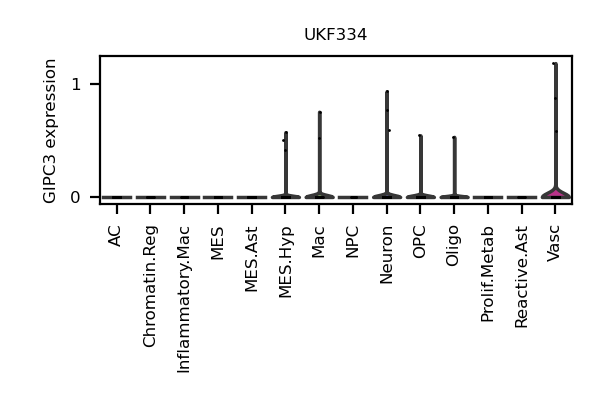 UKF334
GIPC3 expression
1
0
AC
Chromatin.Reg
Inflammatory.Mac
MES
MES.Ast
MES.Hyp
Mac
NPC
Neuron
OPC
Oligo
Prolif.Metab
Reactive.Ast
Vasc